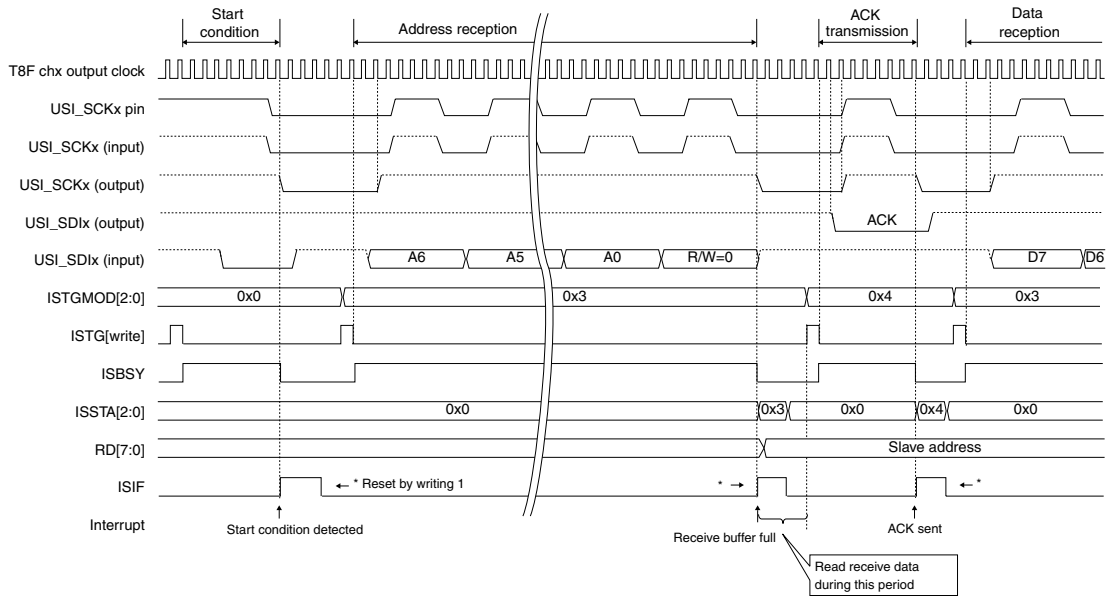 Start
condition
Address reception
ACK
transmission
Data
reception
T8F chx output clock
USI_SCKx pin
USI_SCKx (input)
USI_SCKx (output)
USI_SDIx (output)
ACK
USI_SDIx (input)
A6 A5 A0 R/W=0 D7 D6
ISTGMOD[2:0]
0x0 0x3 0x4 0x3
ISTG[write]
ISBSY
ISSTA[2:0]
0x0 0x3 0x0 0x4 0x0
RD[7:0]
Slave address
ISIF
* Reset by writing 1
* *
Interrupt
Start condition detected
Receive buffer full
ACK sent
Read receive data
during this period